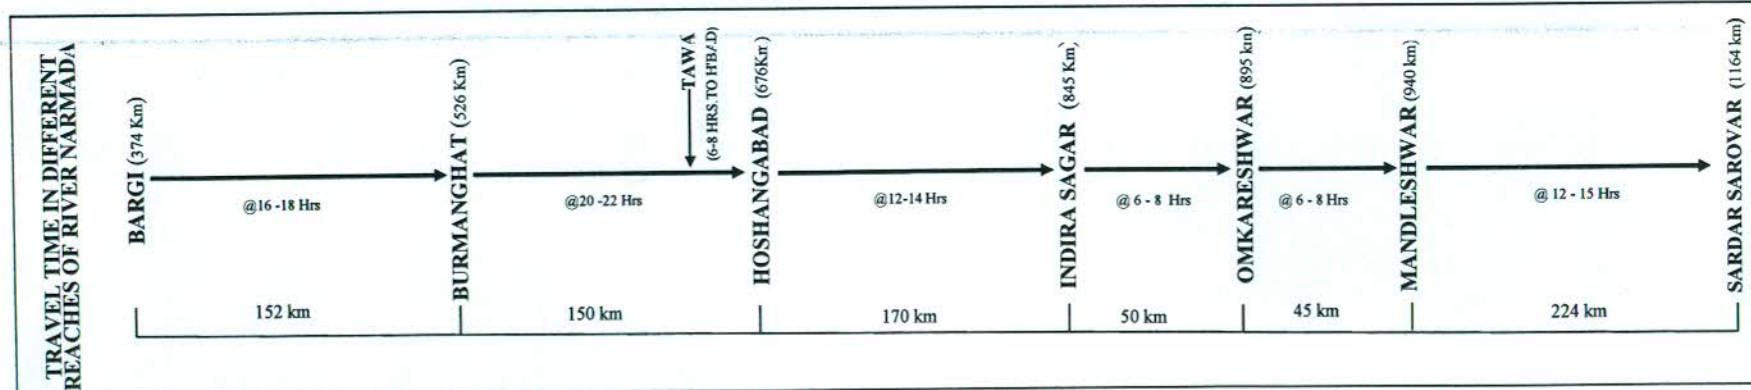 TRAVEL TIME IN DIFFERENT
REACHES OF RIVER NARMADA
BARGI (374 Km)
@16 -18 Hrs
BURMANGHAT (526 Km)
@20 -22 Hrs
TAWA
(6-8 HRS.TO H'BAD)
HOSHANGABAD (676Km)
@12-14 Hrs
INDIRA SAGAR (845 Km)
@ 6 - 8 Hrs
OMKARESHWAR (895 km)
@ 6 - 8 Hrs
MANDLESHWAR (940 km)
@ 12 - 15 Hrs
SARDAR SAROVAR (1164 km)
152 km
150 km
170 km
50 km
45 km
224 km